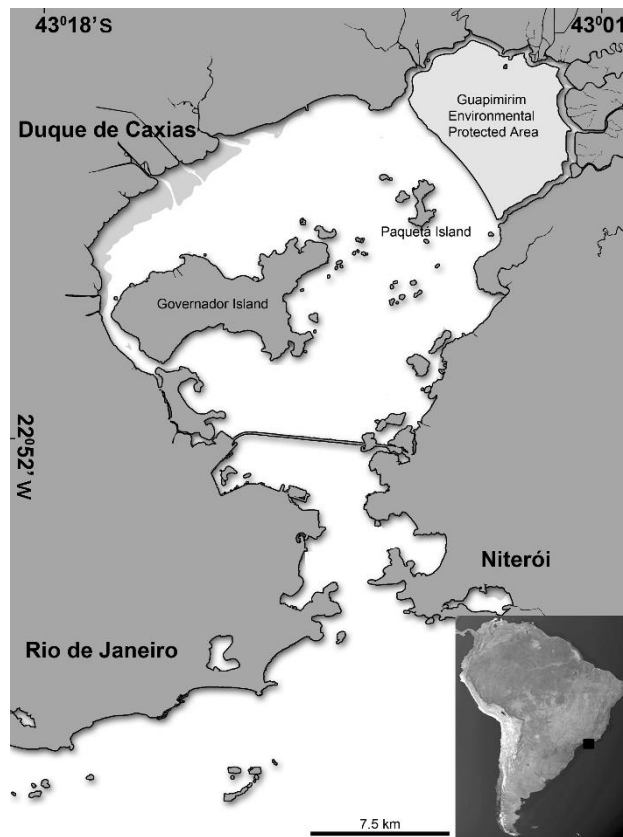 43⁰18'S
43⁰01'
Guapimirim
Environmental
Protected Area
Duque de Caxias
Paquetá Island
Governador Island
22⁰52' W
Niterói
Rio de Janeiro
7.5 km